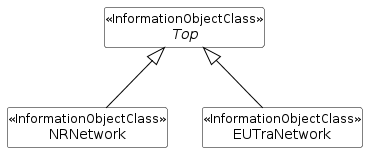 «InformationObjectClass»
Top
«InformationObjectClass»
NRNetwork
«InformationObjectClass»
EUTraNetwork